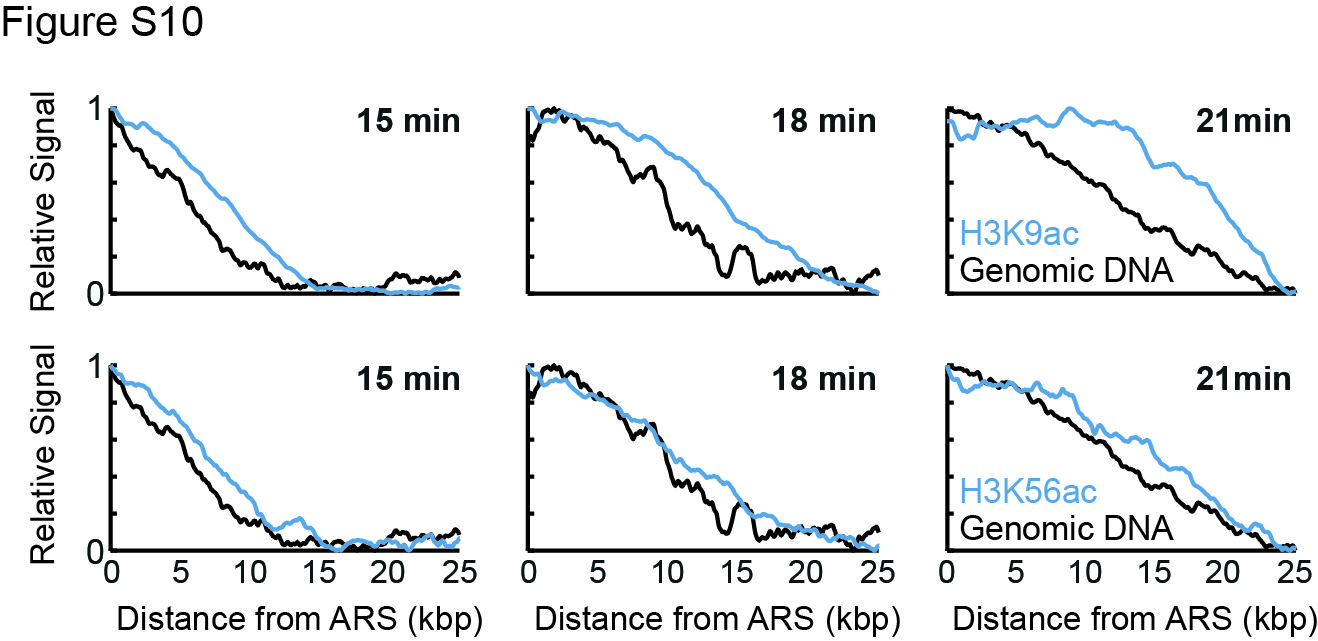 Figure S10
Relative Signal
1
0
15 min
18 min
21min
H3K9ac
Genomic DNA
Relative Signal
1
0
15 min
18 min
21min
H3K56ac
Genomic DNA
0 5 10 15 20 25
0 5 10 15 20 25
0 5 10 15 20 25
Distance from ARS (kbp)
Distance from ARS (kbp)
Distance from ARS (kbp)